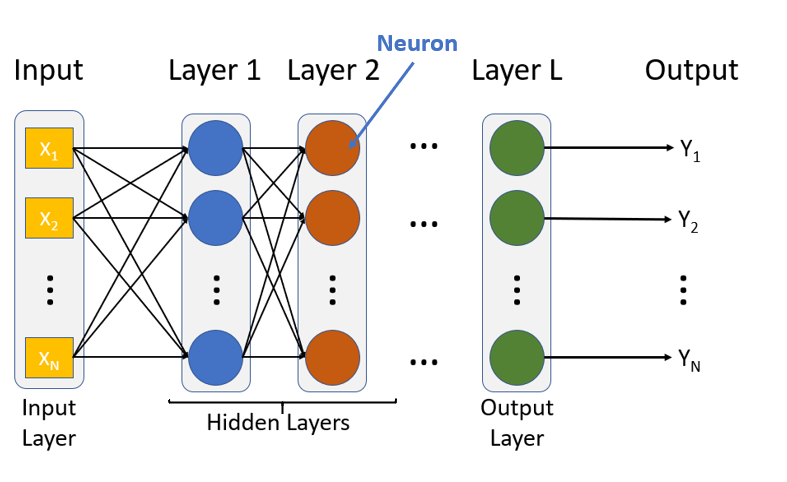 Neuron
Input
Layer 1
Layer 2
Layer L
Output
X1
...
Y1
X2
...
Y2
XN
...
YN
Input
Layer
Hidden Layers
Output
Layer